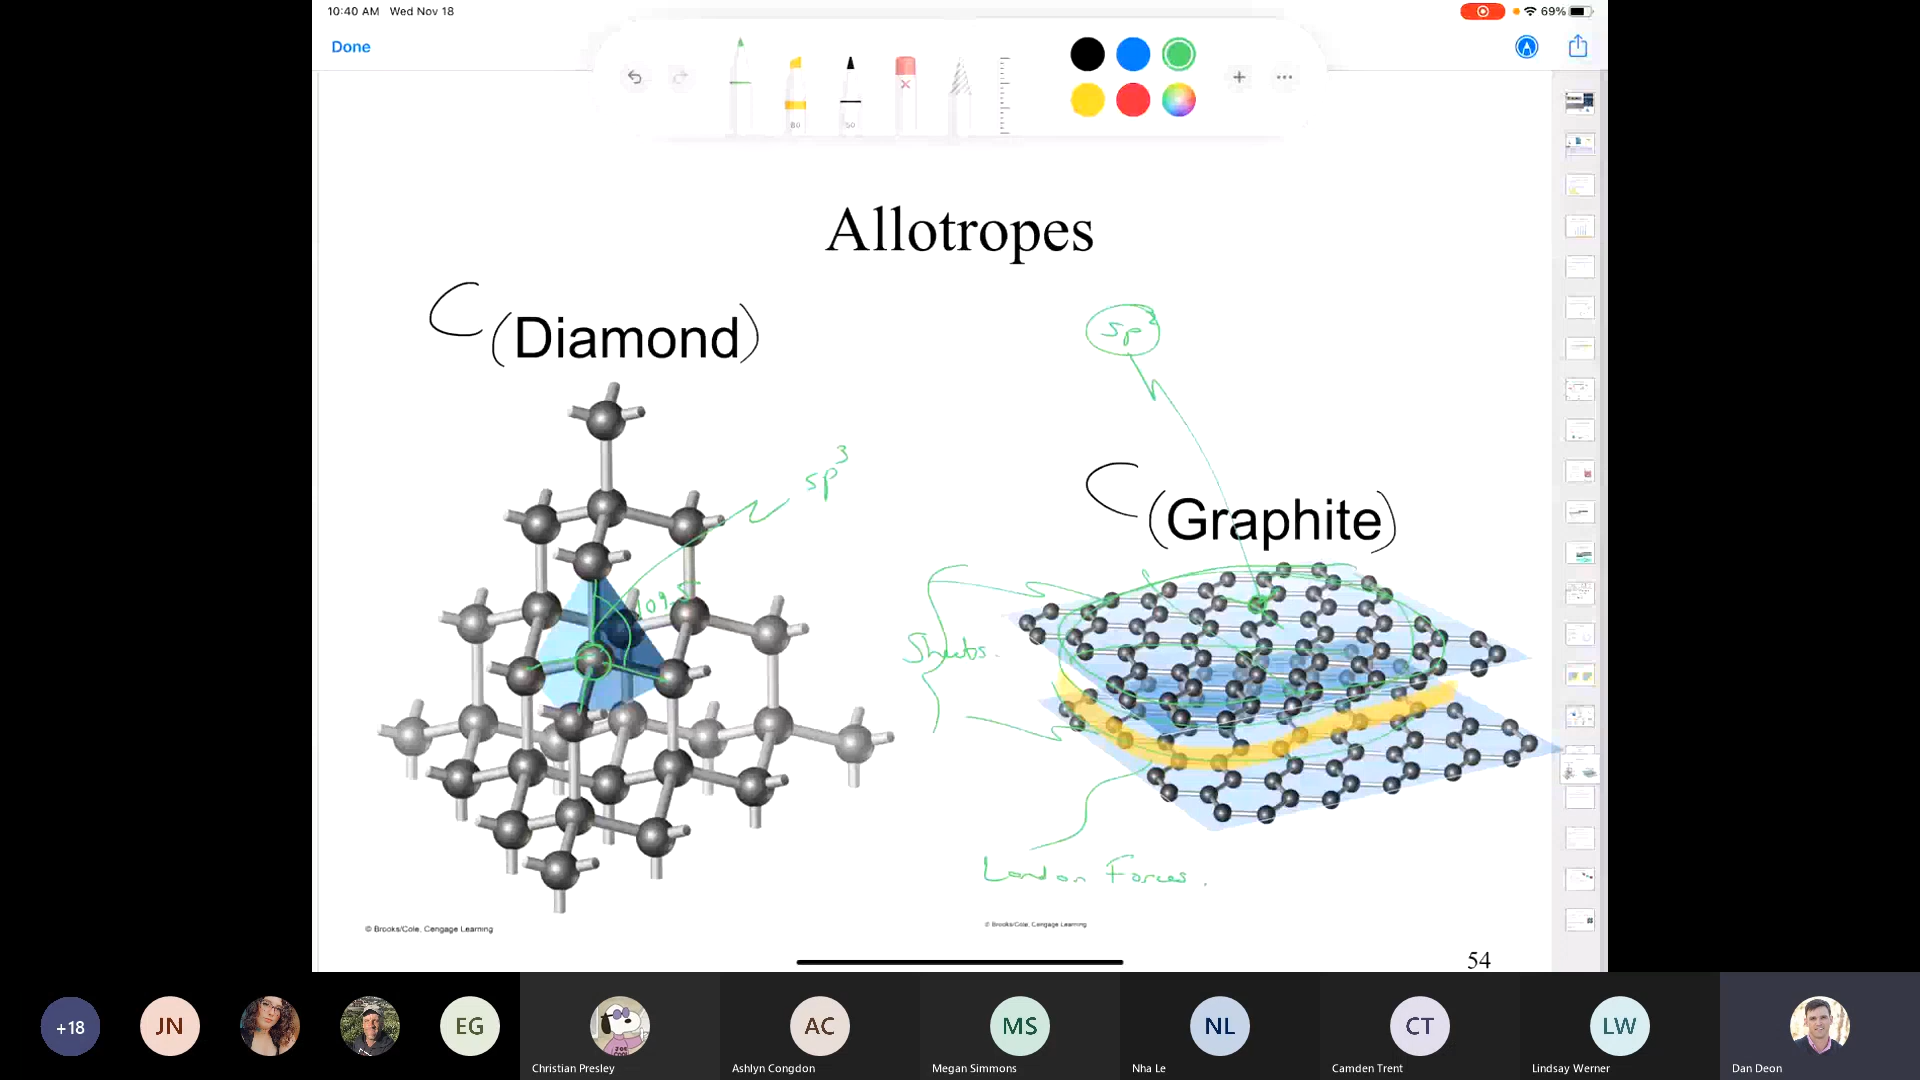 10:40 AM Wed Nov 18
69%
Done
80
50
Allotropes
C (Diamond)
sp²
sp³
C (Graphite)
109.5
Sheets.
London Forces.
© Brooks/Cole, Cengage Learning
© Brooks/Cole, Cengage Learning
54
+18
JN
EG
AC
MS
NL
CT
LW
Christian Presley
Ashlyn Congdon
Megan Simmons
Nha Le
Camden Trent
Lindsay Werner
Dan Deon